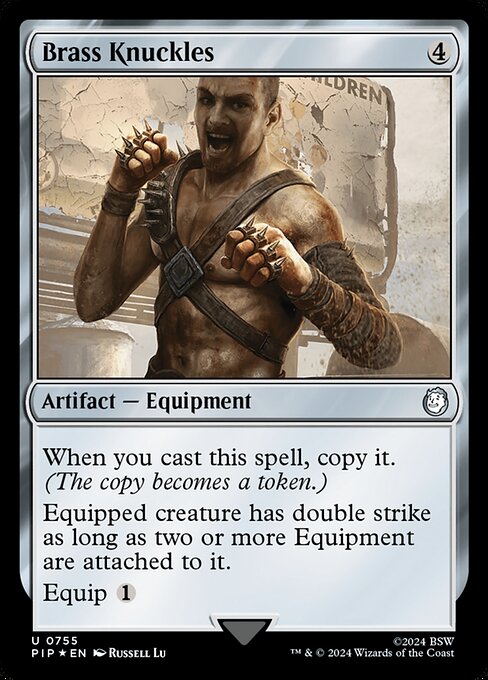 Brass Knuckles 4
HILDREN
Artifact — Equipment
When you cast this spell, copy it.
(The copy becomes a token.)
Equipped creature has double strike
as long as two or more Equipment
are attached to it.
Equip 1
U 0755
PIP★EN Russell Lu
©2024 BSW
™ & © 2024 Wizards of the Coast